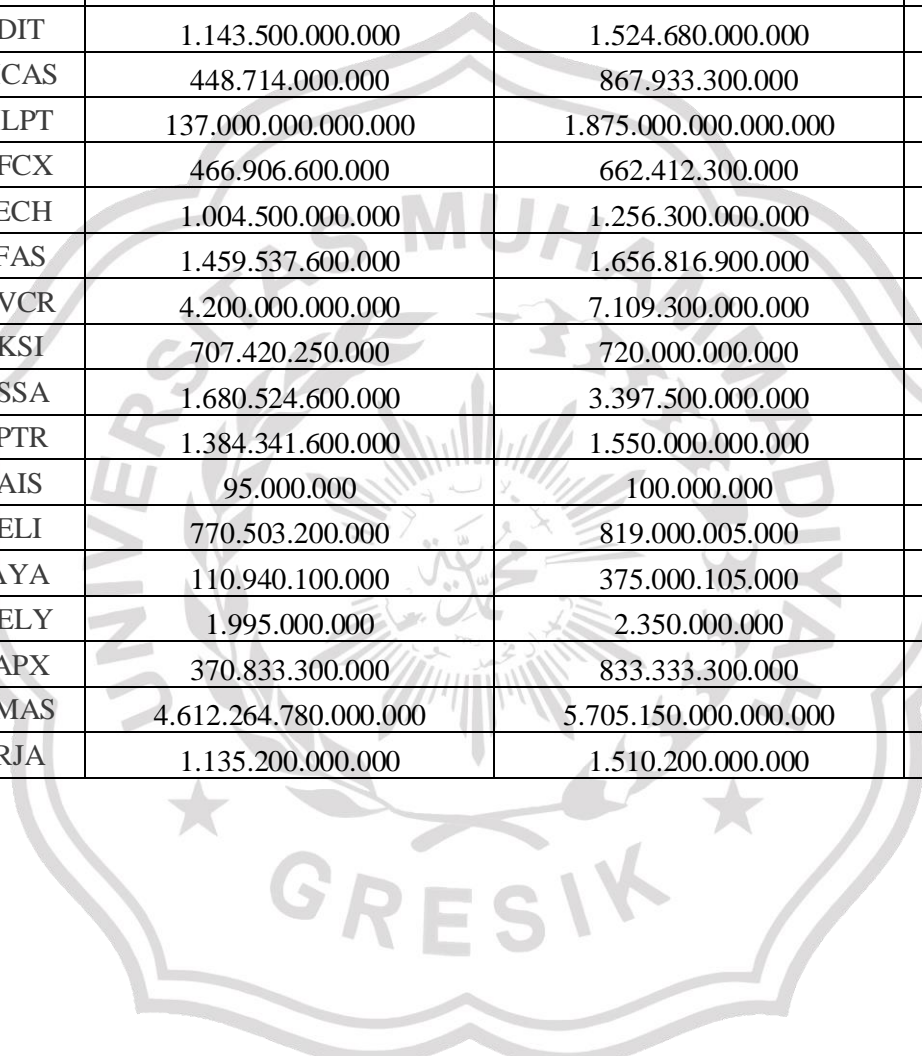 DIT 1.143.500.000.000 1.524.680.000.000
CAS 448.714.000.000 867.933.300.000
LPT 137.000.000.000.000 1.875.000.000.000.000
FCX 466.906.600.000 662.412.300.000
ECH 1.004.500.000.000 1.256.300.000.000
FAS 1.459.537.600.000 1.656.816.900.000
VCR 4.200.000.000.000 7.109.300.000.000
KSI 707.420.250.000 720.000.000.000
SSA 1.680.524.600.000 3.397.500.000.000
PTR 1.384.341.600.000 1.550.000.000.000
AIS 95.000.000 100.000.000
ELI 770.503.200.000 819.000.005.000
AYA 110.940.100.000 375.000.105.000
ELY 1.995.000.000 2.350.000.000
APX 370.833.300.000 833.333.300.000
MAS 4.612.264.780.000.000 5.705.150.000.000.000
RJA 1.135.200.000.000 1.510.200.000.000
UNIVERSITAS MUHAMMADIYAH
GRESIK